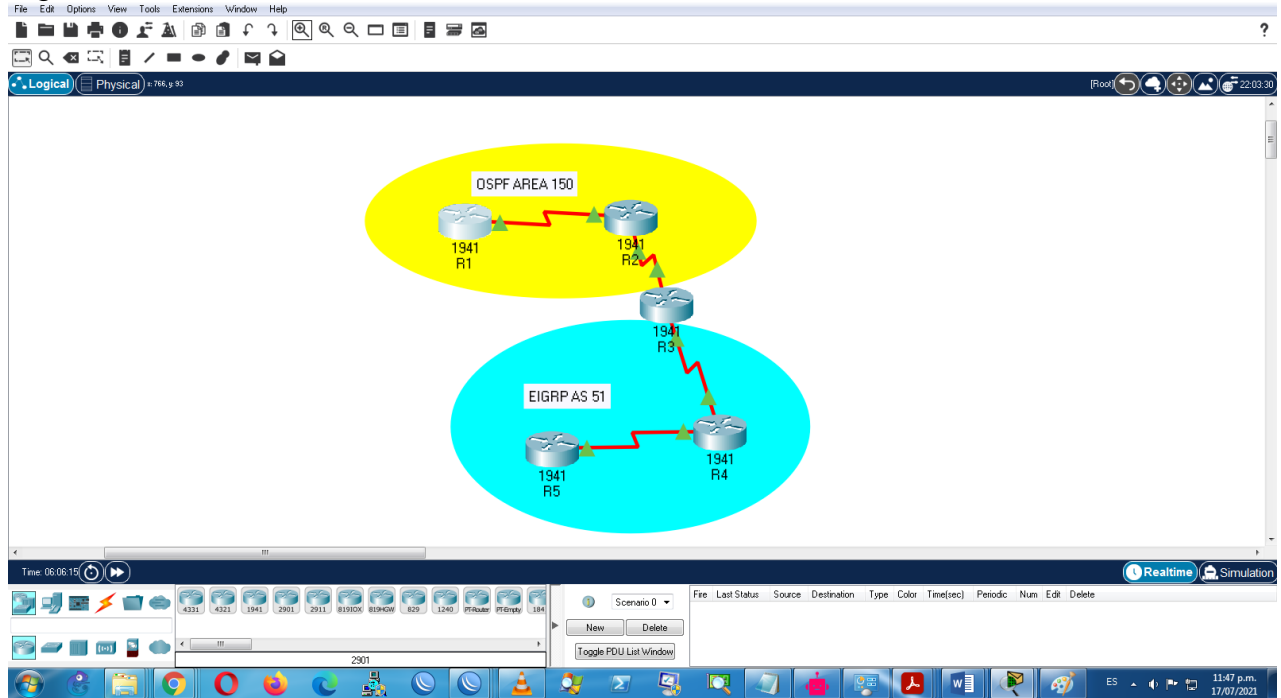 File Edit Options View Tools Extensions Window Help
?
Logical Physical x: 766, y: 93 [Root] 22:03:30
OSPF AREA 150
1941
R1
1941
R2
1941
R3
EIGRP AS 51
1941
R4
1941
R5
Time: 06:06:15 Realtime Simulation
4331 4321 1941 2901 2911 819IOX 819HGW 829 1240 PT-Router PT-Empty 184
2901
Scenario 0
New Delete
Toggle PDU List Window
Fire Last Status Source Destination Type Color Time(sec) Periodic Num Edit Delete
ES 11:47 p.m.
17/07/2021